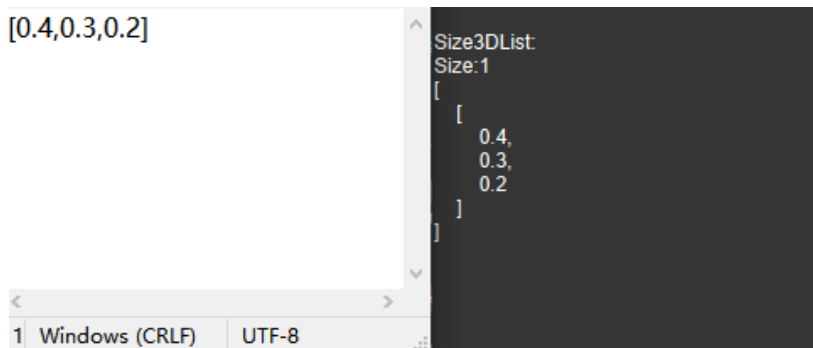 [0.4,0.3,0.2]
1 Windows (CRLF) UTF-8
Size3DList:
Size:1
[
[
0.4,
0.3,
0.2
]
]